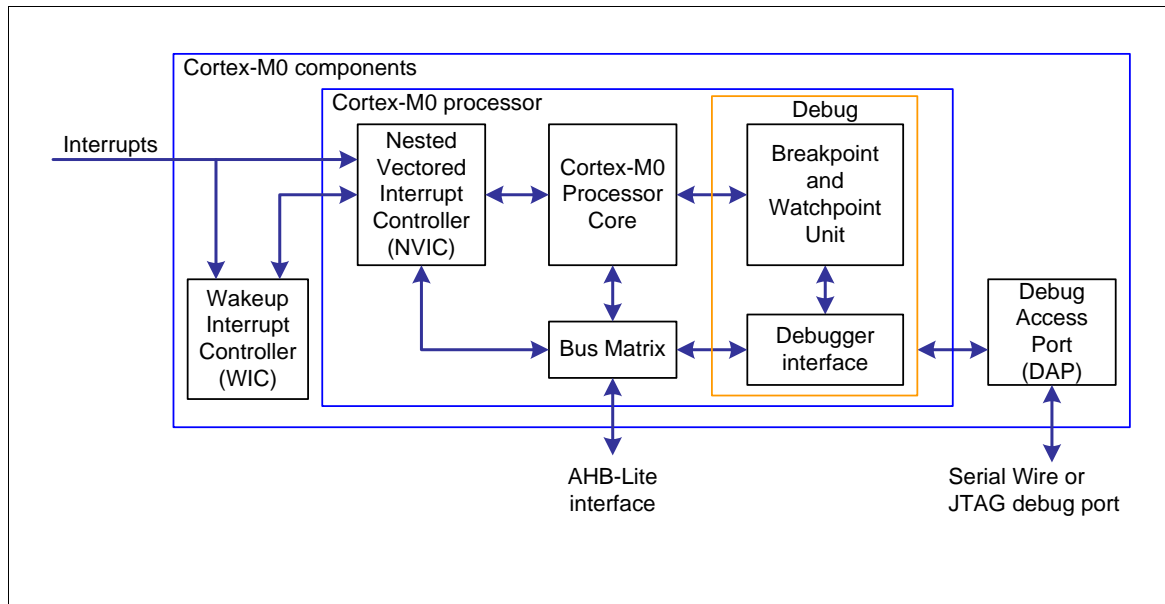 Cortex-M0 components
Cortex-M0 processor
Debug
Interrupts
Nested
Vectored
Interrupt
Controller
(NVIC)
Cortex-M0
Processor
Core
Breakpoint
and
Watchpoint
Unit
Wakeup
Interrupt
Controller
(WIC)
Bus Matrix
Debugger
interface
Debug
Access
Port
(DAP)
AHB-Lite
interface
Serial Wire or
JTAG debug port